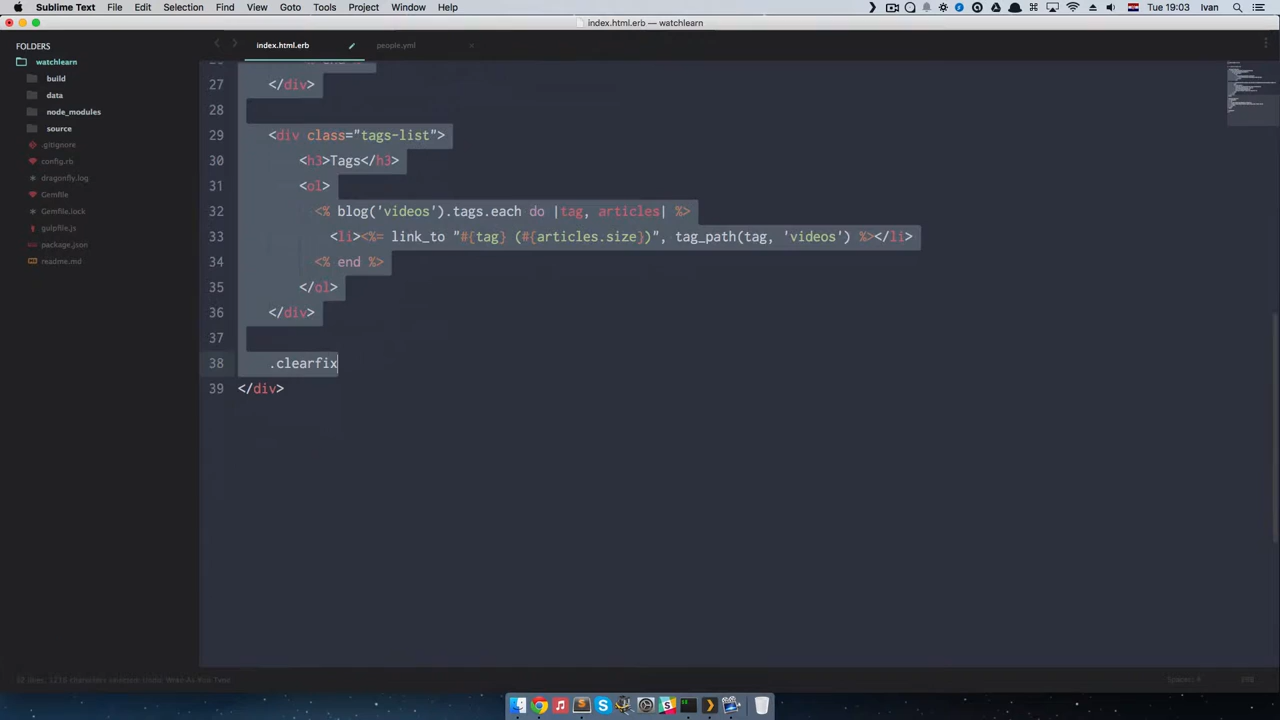 Sublime Text File Edit Selection Find View Goto Tools Project Window Help Tue 19:03 Ivan
index.html.erb — watchlearn
FOLDERS
watchlearn
build
data
node_modules
source
.gitignore
config.rb
dragonfly.log
Gemfile
Gemfile.lock
gulpfile.js
package.json
readme.md
index.html.erb people.yml
27 </div>
28
29 <div class="tags-list">
30 <h3>Tags</h3>
31 <ol>
32 <% blog('videos').tags.each do |tag, articles| %>
33 <li><%= link_to "#{tag} (#{articles.size})", tag_path(tag, 'videos') %></li>
34 <% end %>
35 </ol>
36 </div>
37
38 .clearfix
39 </div>